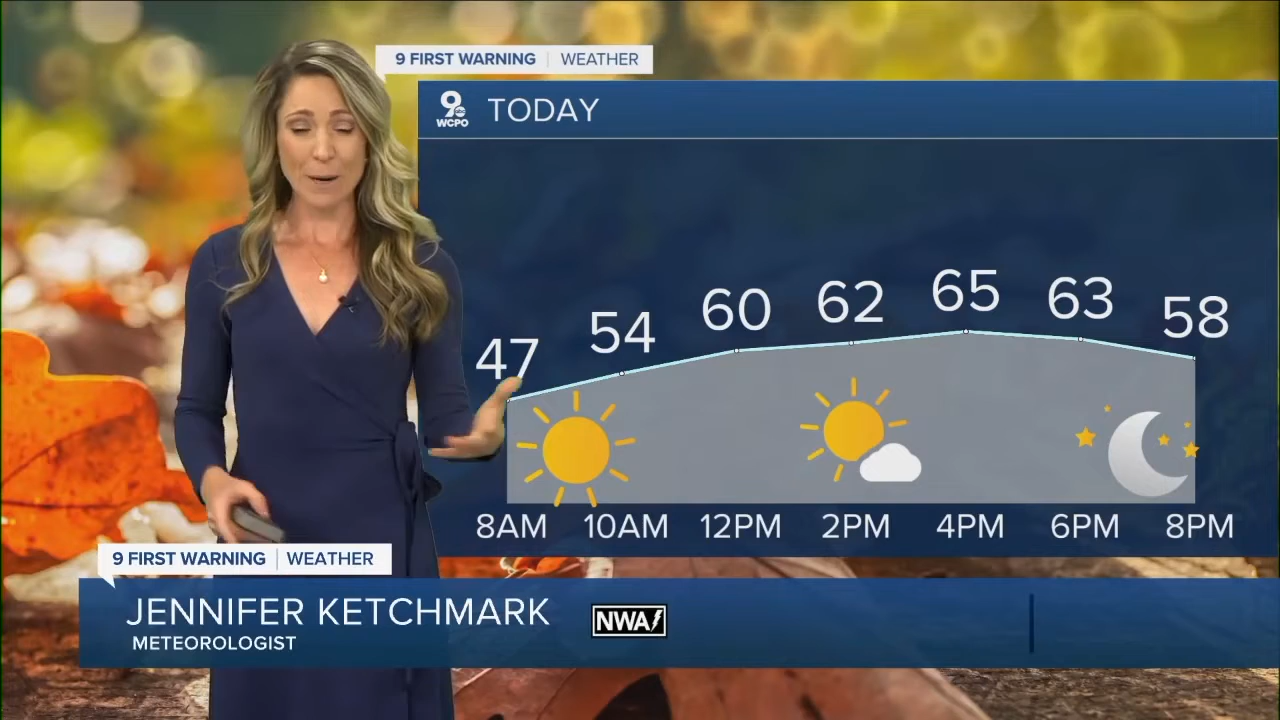 9 FIRST WARNING | WEATHER
9 WCPO TODAY
47 54 60 62 65 63 58
8AM 10AM 12PM 2PM 4PM 6PM 8PM
9 FIRST WARNING | WEATHER
JENNIFER KETCHMARK
METEOROLOGIST
NWA